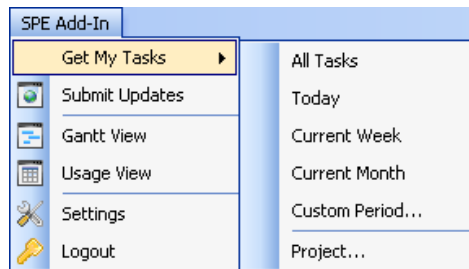 SPE Add-In
Get My Tasks
Submit Updates
Gantt View
Usage View
Settings
Logout
All Tasks
Today
Current Week
Current Month
Custom Period...
Project...